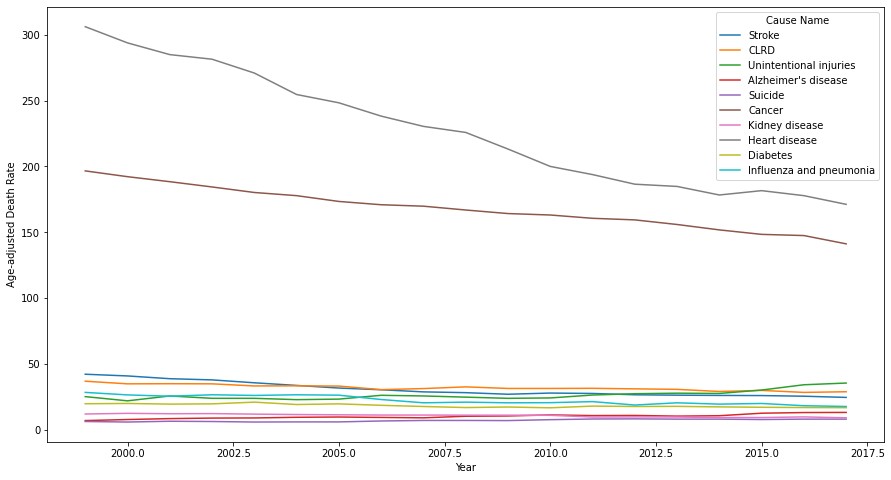 Cause Name
Stroke
CLRD
Unintentional injuries
Alzheimer's disease
Suicide
Cancer
Kidney disease
Heart disease
Diabetes
Influenza and pneumonia
Age-adjusted Death Rate
300
250
200
150
100
50
0
2000.0 2002.5 2005.0 2007.5 2010.0 2012.5 2015.0 2017.5
Year